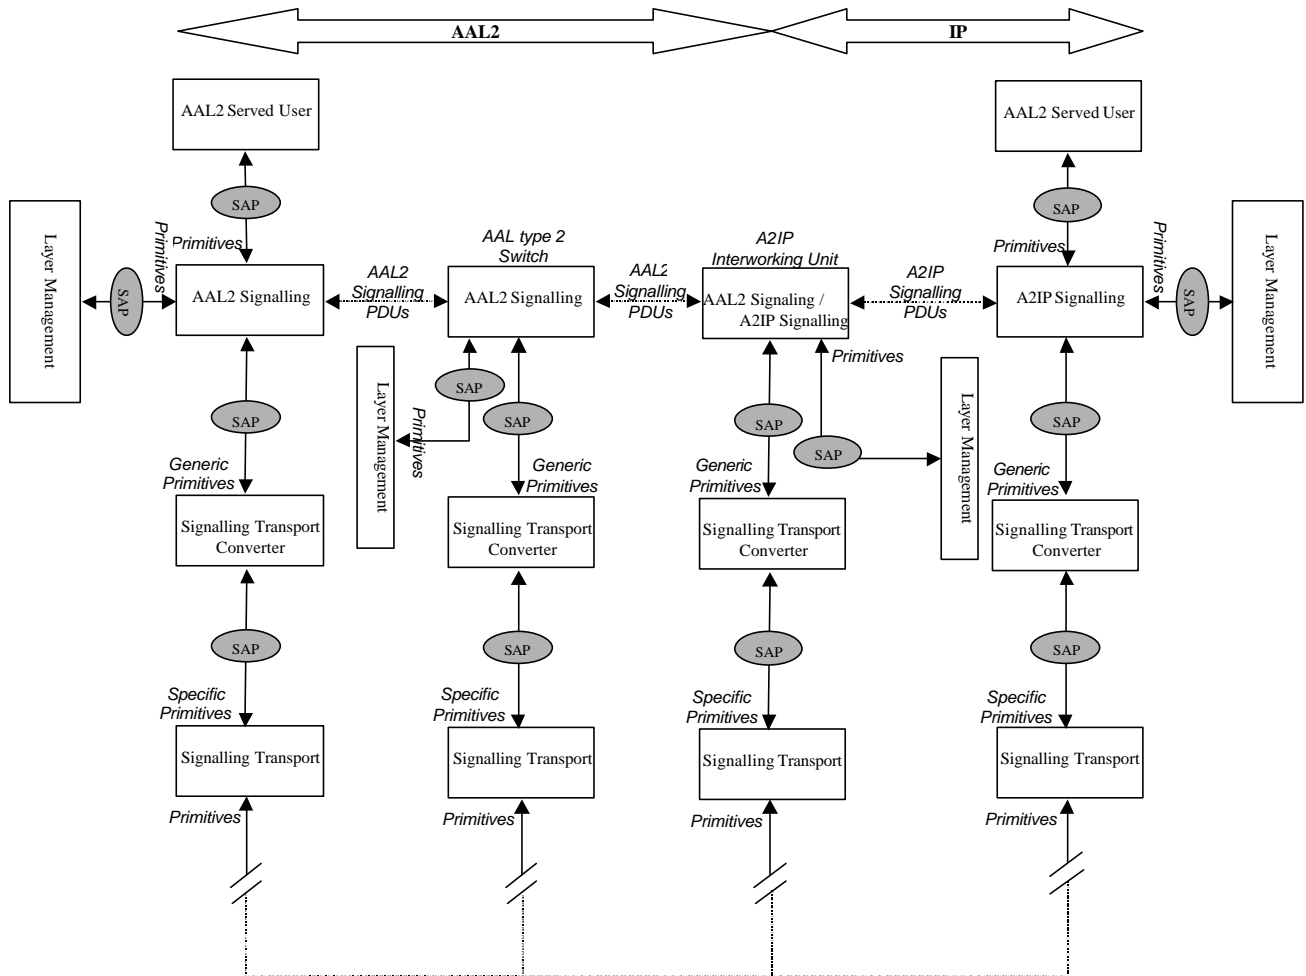 AAL2
IP
AAL2 Served User
AAL2 Served User
SAP
SAP
Layer Management
SAP
Primitives
Primitives
AAL type 2
Switch
A2IP
Interworking Unit
Primitives
Primitives
SAP
Layer Management
AAL2 Signalling
AAL2
Signalling
PDUs
AAL2 Signalling
AAL2
Signalling
PDUs
AAL2 Signaling /
A2IP Signalling
A2IP
Signalling
PDUs
A2IP Signalling
Layer Management
Primitives
SAP
Primitives
Layer Management
SAP
SAP
SAP
SAP
SAP
Generic
Primitives
Generic
Primitives
Generic
Primitives
Generic
Primitives
Signalling Transport
Converter
Signalling Transport
Converter
Signalling Transport
Converter
Signalling Transport
Converter
SAP
SAP
SAP
SAP
Specific
Primitives
Specific
Primitives
Specific
Primitives
Specific
Primitives
Signalling Transport
Signalling Transport
Signalling Transport
Signalling Transport
Primitives
Primitives
Primitives
Primitives